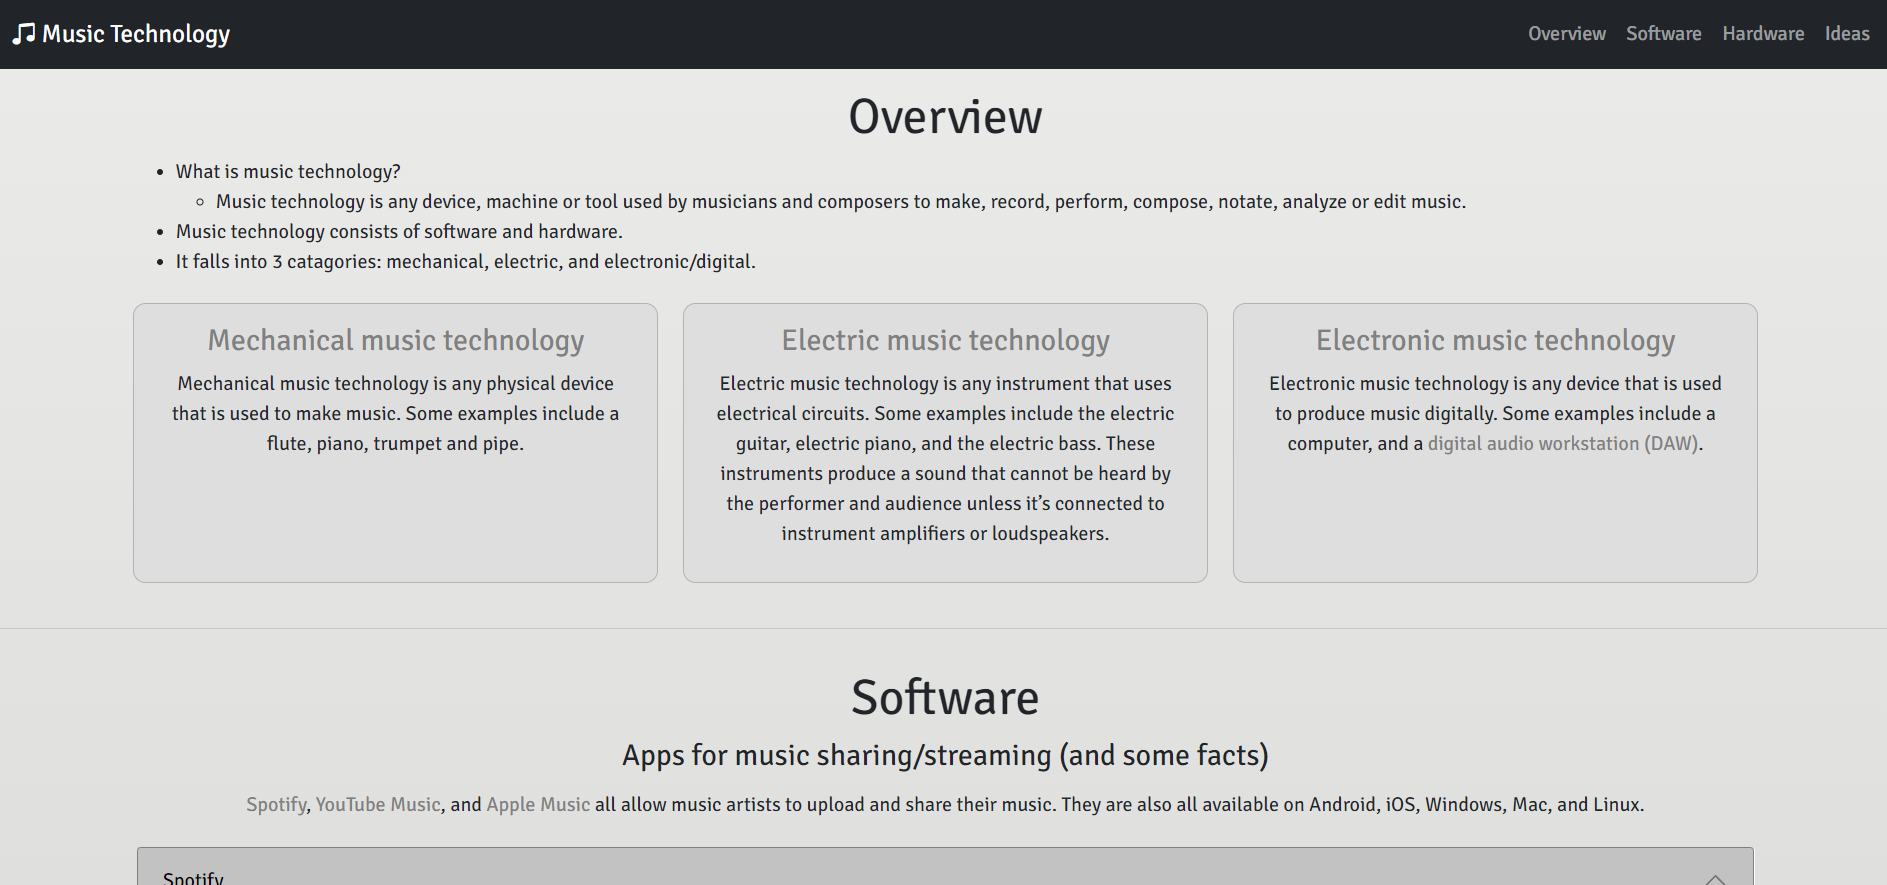 Music Technology
Overview Software Hardware Ideas
Overview
What is music technology?
Music technology is any device, machine or tool used by musicians and composers to make, record, perform, compose, notate, analyze or edit music.
Music technology consists of software and hardware.
It falls into 3 catagories: mechanical, electric, and electronic/digital.
Mechanical music technology
Mechanical music technology is any physical device
that is used to make music. Some examples include a
flute, piano, trumpet and pipe.
Electric music technology
Electric music technology is any instrument that uses
electrical circuits. Some examples include the electric
guitar, electric piano, and the electric bass. These
instruments produce a sound that cannot be heard by
the performer and audience unless it’s connected to
instrument amplifiers or loudspeakers.
Electronic music technology
Electronic music technology is any device that is used
to produce music digitally. Some examples include a
computer, and a digital audio workstation (DAW).
Software
Apps for music sharing/streaming (and some facts)
Spotify, YouTube Music, and Apple Music all allow music artists to upload and share their music. They are also all available on Android, iOS, Windows, Mac, and Linux.
Spotify